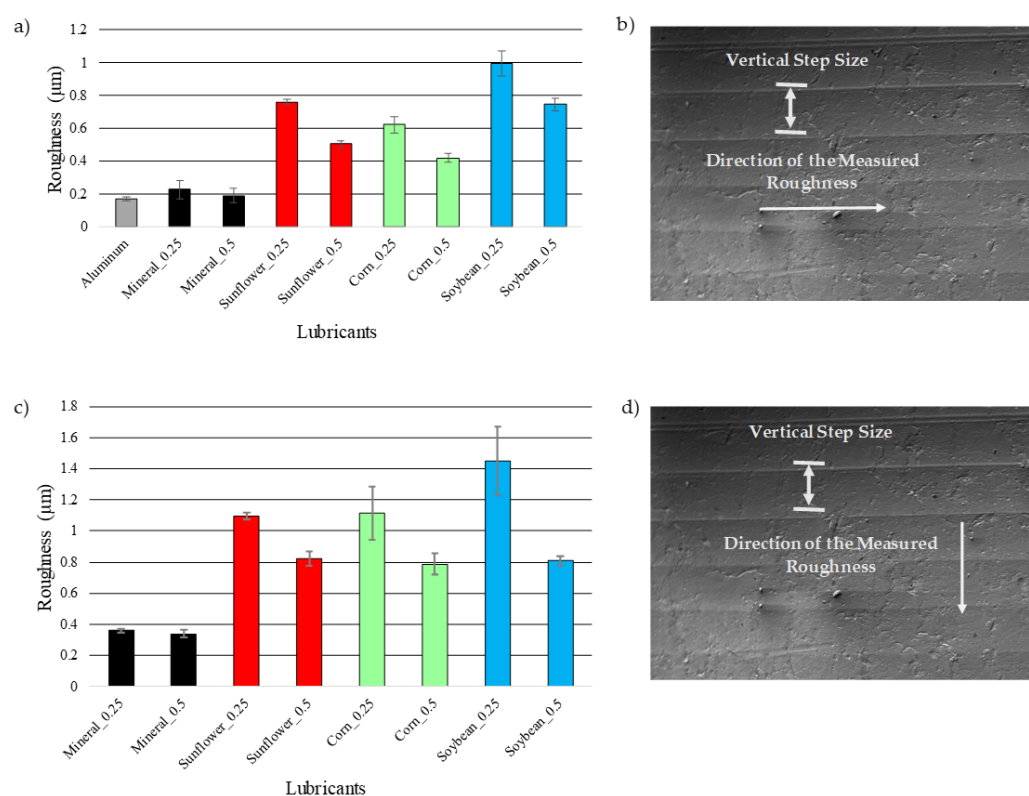 a)
1.2
1
0.8
0.6
0.4
0.2
0
Roughness (μm)
Aluminum
Mineral_0.25
Mineral_0.5
Sunflower_0.25
Sunflower_0.5
Corn_0.25
Corn_0.5
Soybean_0.25
Soybean_0.5
Lubricants
b)
Vertical Step Size
Direction of the Measured
Roughness
c)
1.8
1.6
1.4
1.2
1
0.8
0.6
0.4
0.2
0
Roughness (μm)
Mineral_0.25
Mineral_0.5
Sunflower_0.25
Sunflower_0.5
Corn_0.25
Corn_0.5
Soybean_0.25
Soybean_0.5
Lubricants
d)
Vertical Step Size
Direction of the Measured
Roughness